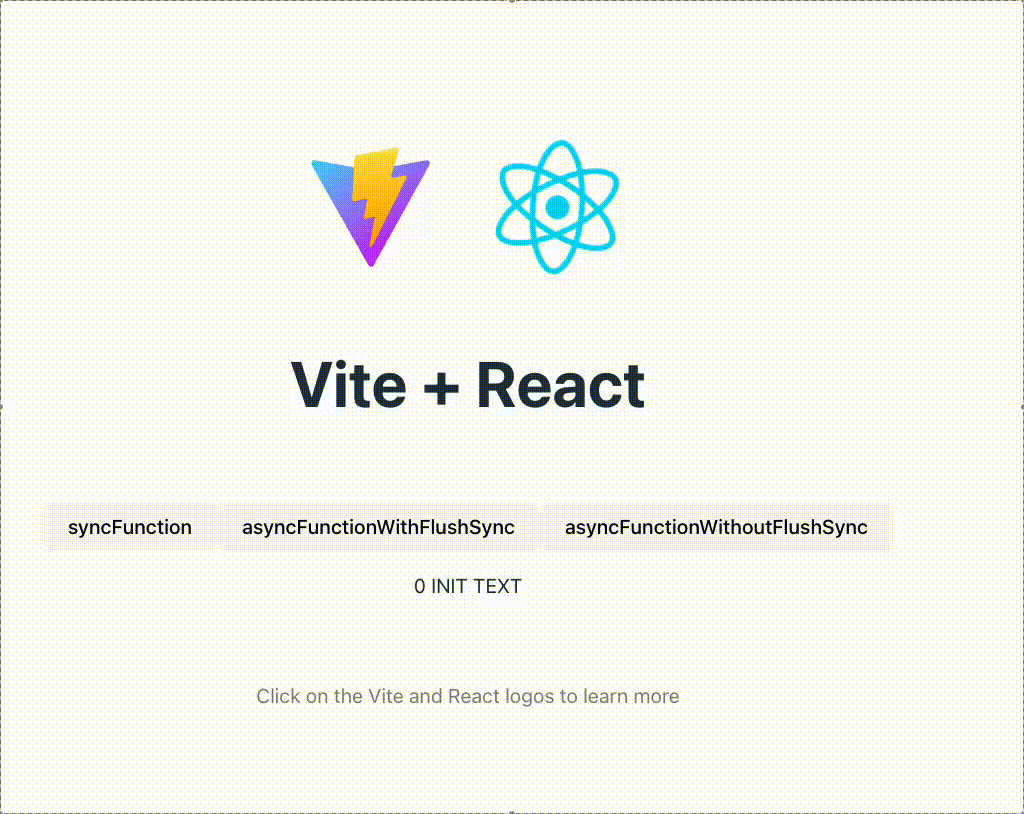 Vite + React
syncFunction asyncFunctionWithFlushSync asyncFunctionWithoutFlushSync
0 INIT TEXT
Click on the Vite and React logos to learn more